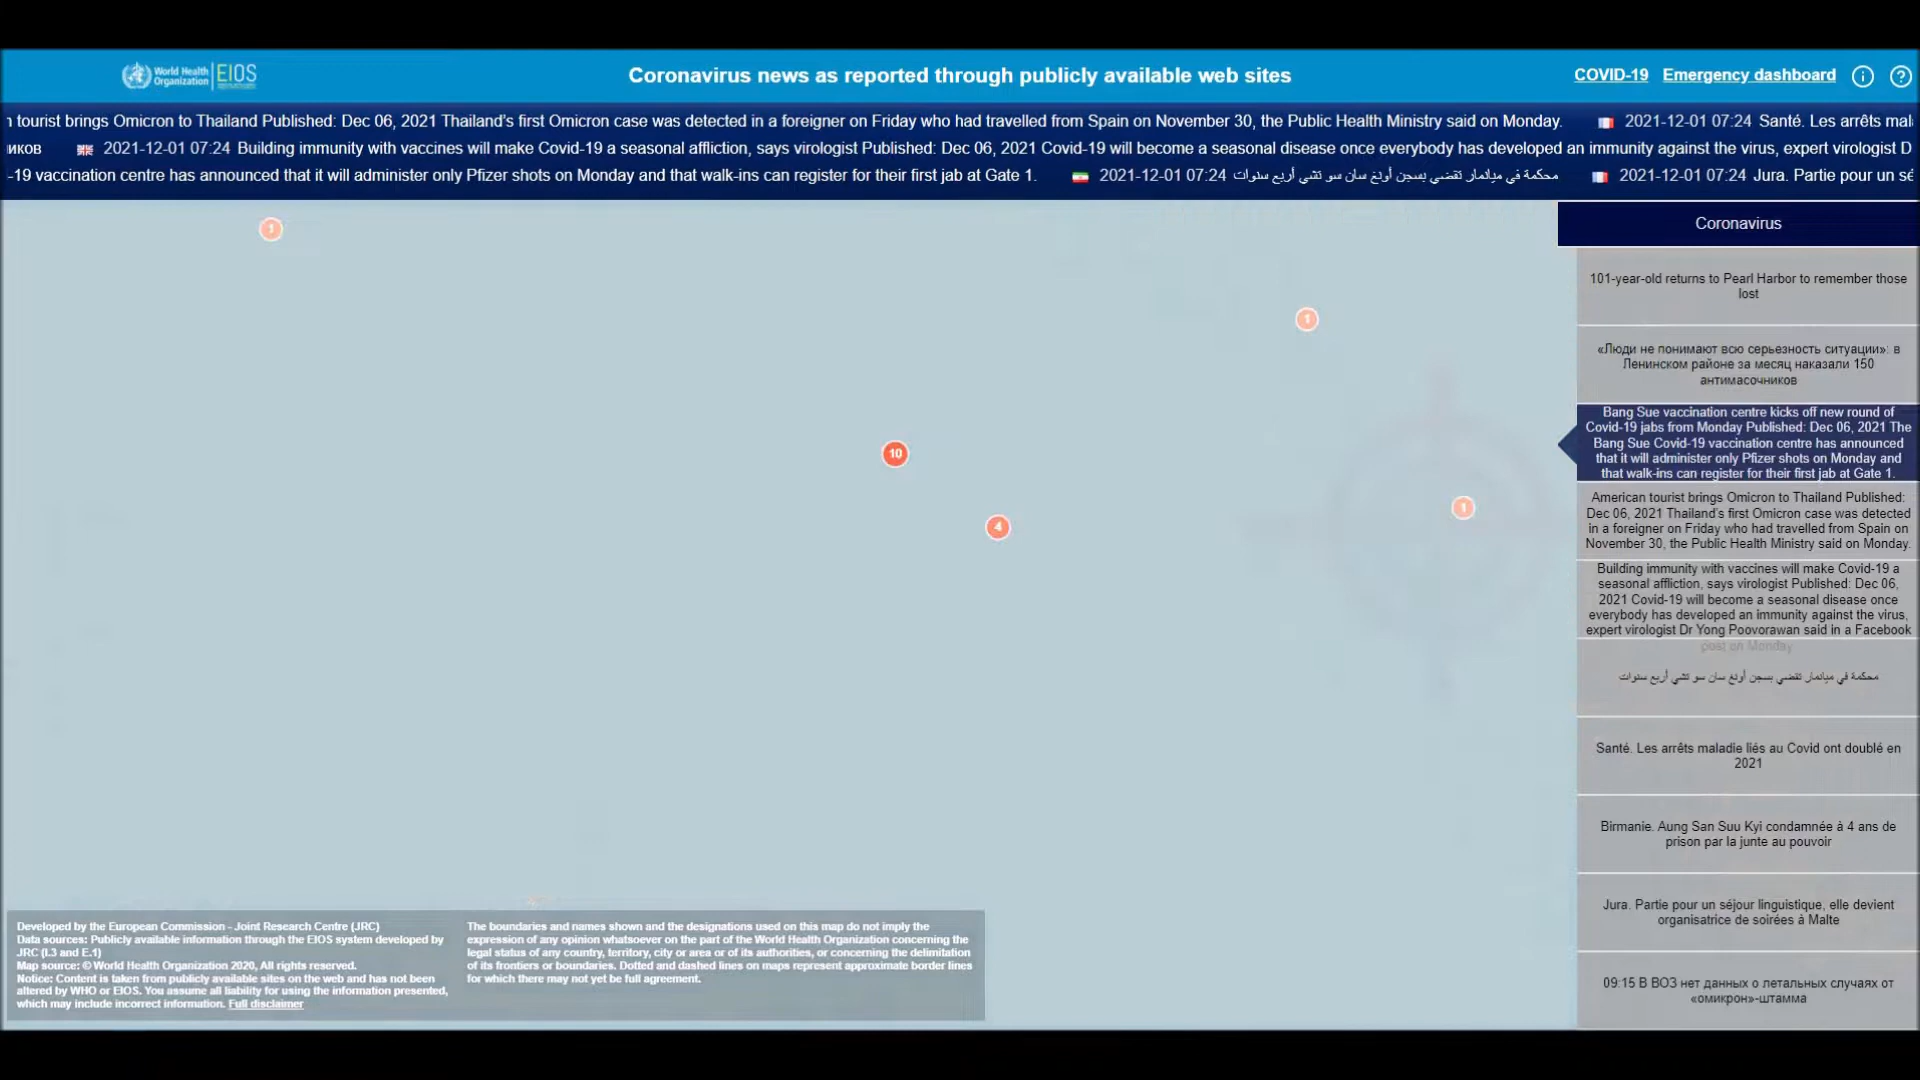 World Health Organization EIOS
Coronavirus news as reported through publicly available web sites
COVID-19 Emergency dashboard
tourist brings Omicron to Thailand Published: Dec 06, 2021 Thailand's first Omicron case was detected in a foreigner on Friday who had travelled from Spain on November 30, the Public Health Ministry said on Monday. 2021-12-01 07:24 Santé. Les arrêts mal
иков 2021-12-01 07:24 Building immunity with vaccines will make Covid-19 a seasonal affliction, says virologist Published: Dec 06, 2021 Covid-19 will become a seasonal disease once everybody has developed an immunity against the virus, expert virologist D
-19 vaccination centre has announced that it will administer only Pfizer shots on Monday and that walk-ins can register for their first jab at Gate 1. 2021-12-01 07:24 محكمة في ميانمار تقضي بسجن أونغ سان سو تشي أربع سنوات 2021-12-01 07:24 Jura. Partie pour un sé
1
1
10
1
4
Coronavirus
101-year-old returns to Pearl Harbor to remember those
lost
«Люди не понимают всю серьезность ситуации»: в
Ленинском районе за месяц наказали 150
антимасочников
Bang Sue vaccination centre kicks off new round of
Covid-19 jabs from Monday Published: Dec 06, 2021 The
Bang Sue Covid-19 vaccination centre has announced
that it will administer only Pfizer shots on Monday and
that walk-ins can register for their first jab at Gate 1.
American tourist brings Omicron to Thailand Published:
Dec 06, 2021 Thailand's first Omicron case was detected
in a foreigner on Friday who had travelled from Spain on
November 30, the Public Health Ministry said on Monday.
Building immunity with vaccines will make Covid-19 a
seasonal affliction, says virologist Published: Dec 06,
2021 Covid-19 will become a seasonal disease once
everybody has developed an immunity against the virus,
expert virologist Dr Yong Poovorawan said in a Facebook
post on Monday
محكمة في ميانمار تقضي بسجن أونغ سان سو تشي أربع سنوات
Santé. Les arrêts maladie liés au Covid ont doublé en
2021
Birmanie. Aung San Suu Kyi condamnée à 4 ans de
prison par la junte au pouvoir
Jura. Partie pour un séjour linguistique, elle devient
organisatrice de soirées à Malte
09:15 В ВОЗ нет данных о летальных случаях от
«омикрон»-штамма
Developed by the European Commission - Joint Research Centre (JRC)
Data sources: Publicly available information through the EIOS system developed by
JRC (I.3 and E.1)
Map source: © World Health Organization 2020, All rights reserved.
Notice: Content is taken from publicly available sites on the web and has not been
altered by WHO or EIOS. You assume all liability for using the information presented,
which may include incorrect information. Full disclaimer
The boundaries and names shown and the designations used on this map do not imply the
expression of any opinion whatsoever on the part of the World Health Organization concerning the
legal status of any country, territory, city or area or of its authorities, or concerning the delimitation
of its frontiers or boundaries. Dotted and dashed lines on maps represent approximate border lines
for which there may not yet be full agreement.